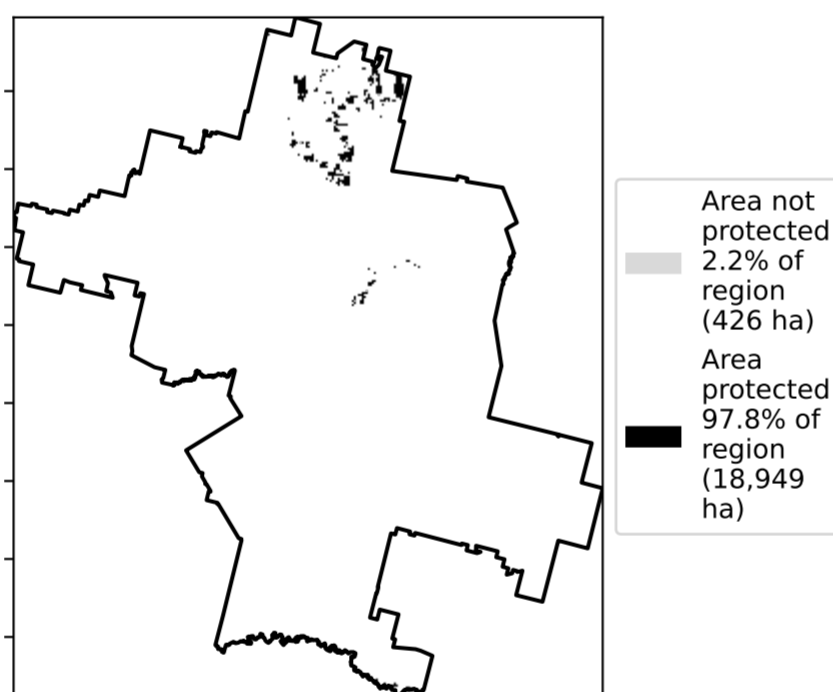 Area not
protected
2.2% of
region
(426 ha)
Area
protected
97.8% of
region
(18,949
ha)